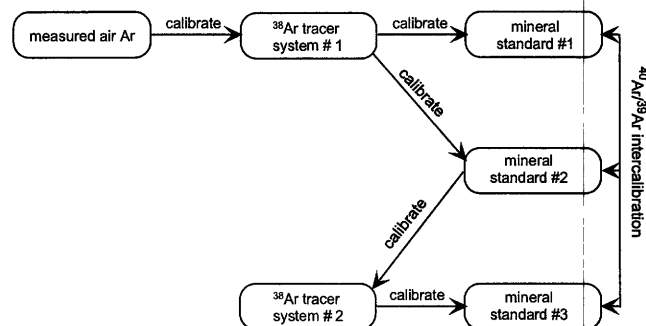 measured air Ar
calibrate
³⁸Ar tracer
system # 1
calibrate
mineral
standard #1
calibrate
⁴⁰Ar/³⁹Ar intercalibration
mineral
standard #2
calibrate
³⁸Ar tracer
system # 2
calibrate
mineral
standard #3